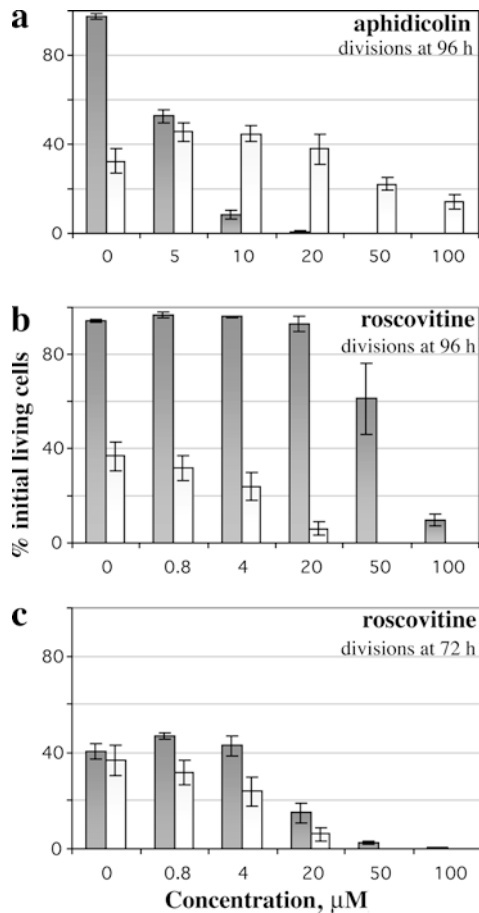 a
aphidicolin
divisions at 96 h
80
40
0
0 5 10 20 50 100
b
roscovitine
divisions at 96 h
80
40
0
0 0.8 4 20 50 100
% initial living cells
c
roscovitine
divisions at 72 h
80
40
0
0 0.8 4 20 50 100
Concentration, μM